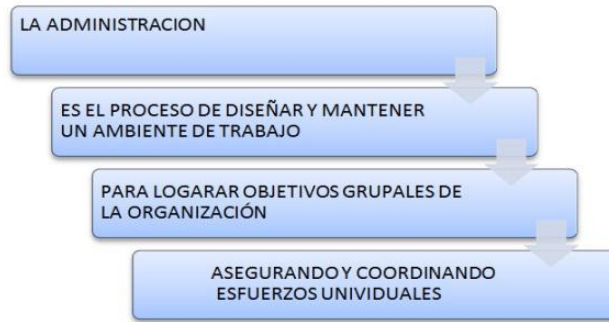 LA ADMINISTRACION
ES EL PROCESO DE DISEÑAR Y MANTENER
UN AMBIENTE DE TRABAJO
PARA LOGARAR OBJETIVOS GRUPALES DE
LA ORGANIZACIÓN
ASEGURANDO Y COORDINANDO
ESFUERZOS UNIVIDUALES